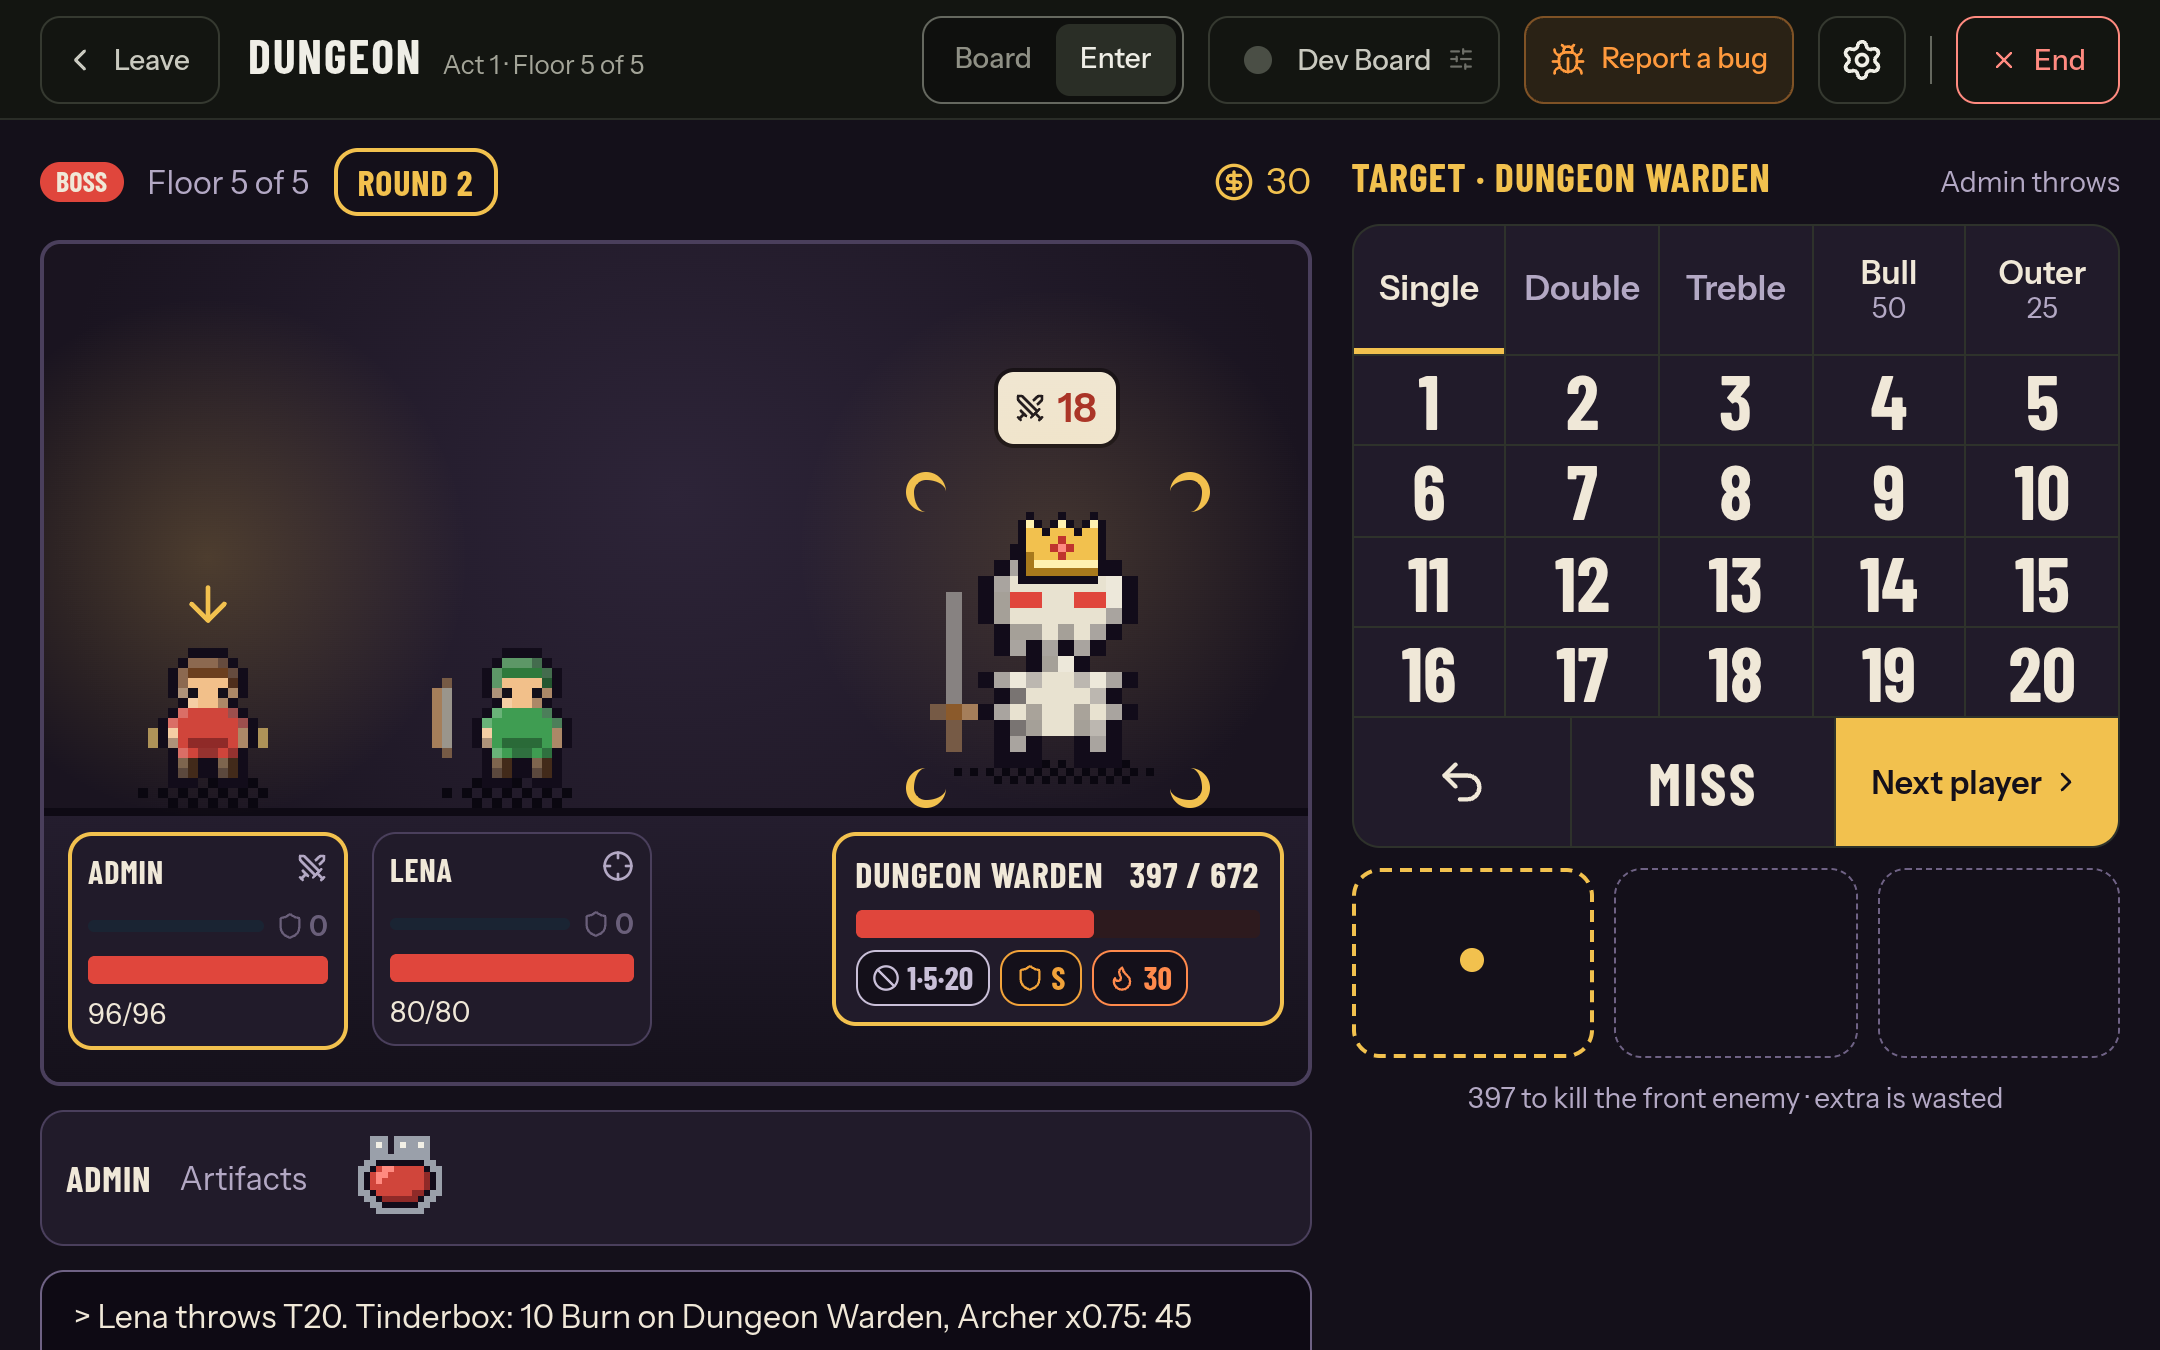 Leave
DUNGEON Act 1 · Floor 5 of 5
Board Enter
Dev Board
Report a bug
End
BOSS Floor 5 of 5 ROUND 2
30
18
ADMIN
0
96/96
LENA
0
80/80
DUNGEON WARDEN 397 / 672
1·5·20 S 30
ADMIN Artifacts
> Lena throws T20. Tinderbox: 10 Burn on Dungeon Warden, Archer x0.75: 45
TARGET · DUNGEON WARDEN Admin throws
Single Double Treble Bull 50 Outer 25
1 2 3 4 5
6 7 8 9 10
11 12 13 14 15
16 17 18 19 20
MISS Next player
397 to kill the front enemy · extra is wasted